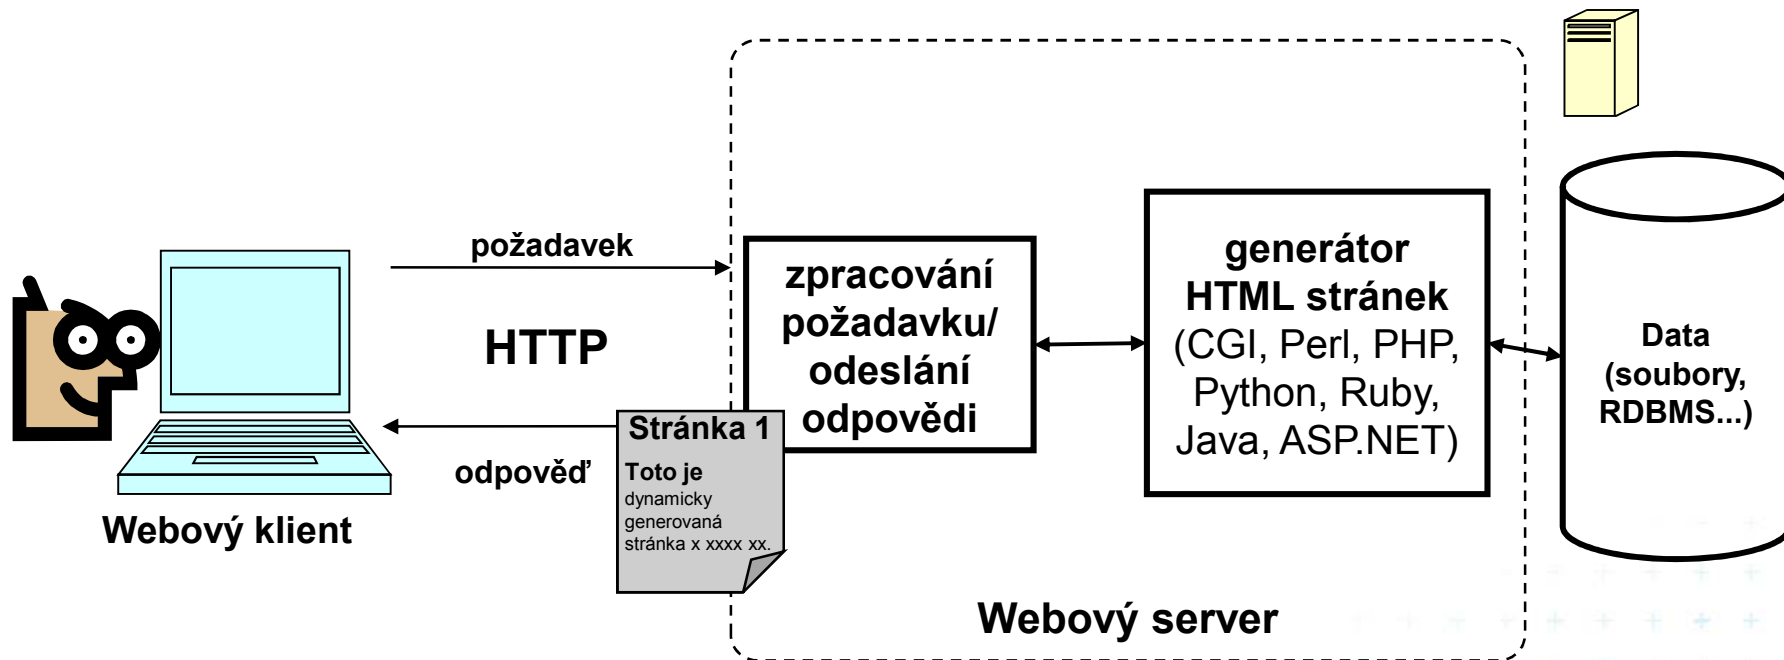 požadavek
HTTP
odpověď
Webový klient
Stránka 1
Toto je
dynamicky
generovaná
stránka x xxxx xx.
zpracování
požadavku/
odeslání
odpovědi
generátor
HTML stránek
(CGI, Perl, PHP,
Python, Ruby,
Java, ASP.NET)
Webový server
Data
(soubory,
RDBMS...)